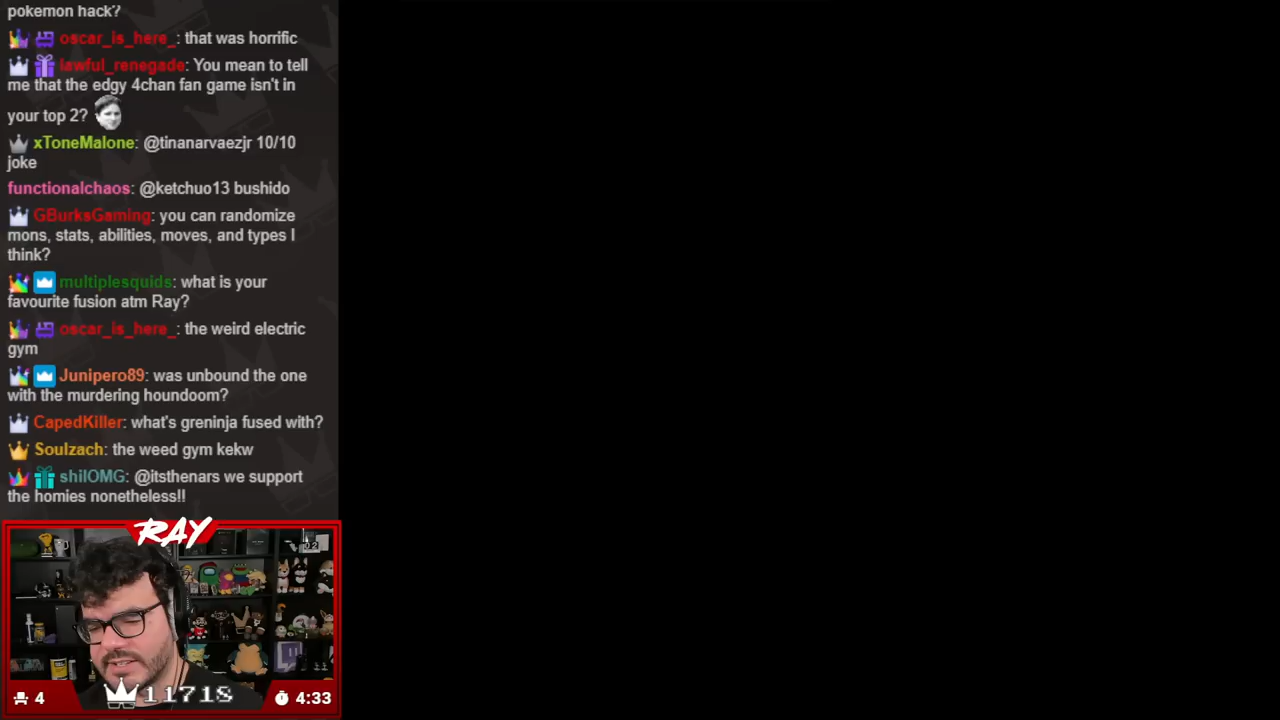 pokemon hack?
oscar_is_here_: that was horrific
lawful_renegade: You mean to tell
me that the edgy 4chan fan game isn't in
your top 2?
xToneMalone: @tinanarvaezjr 10/10
joke
functionalchaos: @ketchuo13 bushido
GBurksGaming: you can randomize
mons, stats, abilities, moves, and types I
think?
multiplesquids: what is your
favourite fusion atm Ray?
oscar_is_here_: the weird electric
gym
Junipero89: was unbound the one
with the murdering houndoom?
CapedKiller: what's greninja fused with?
Soulzach: the weed gym kekw
shilOMG: @itsthenars we support
the homies nonetheless!!
RAY
4
11718
4:33